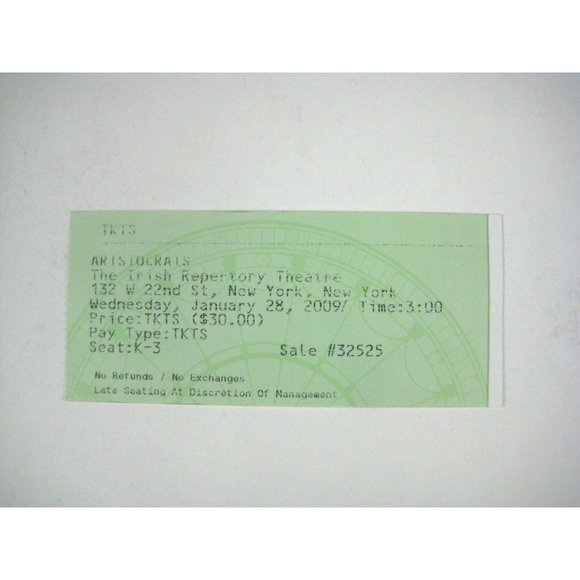 TKTS
ARISTOCRATS
The Irish Repertory Theatre
132 W 22nd St, New York, New York
Wednesday, January 28, 2009/ Time:3:00
Price:TKTS ($30.00)
Pay Type:TKTS
Seat:K-3 Sale #32525
No Refunds / No Exchanges
Late Seating At Discretion Of Management